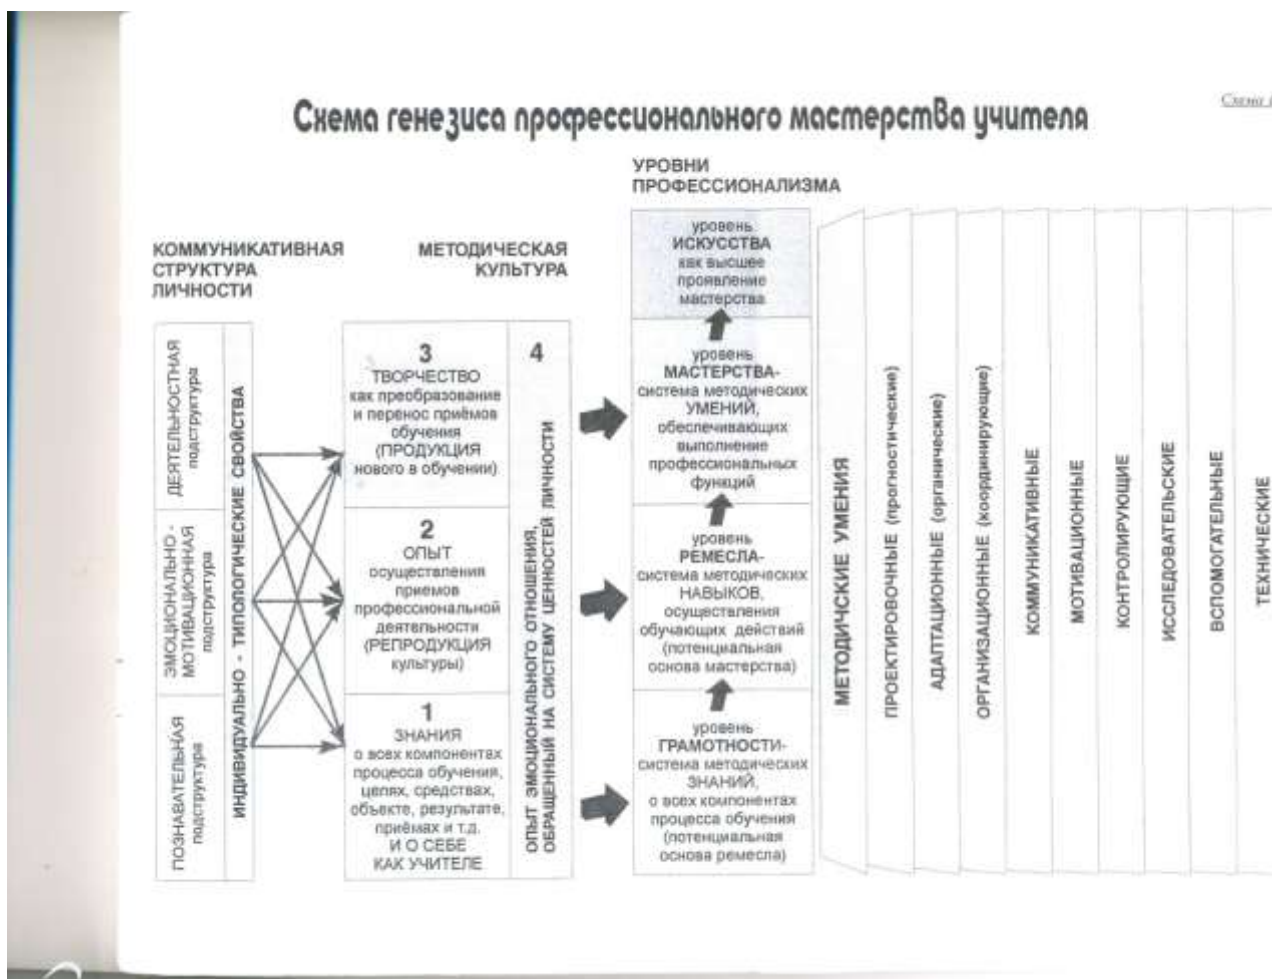 Схема
Схема генезиса профессионального мастерства учителя
КОММУНИКАТИВНАЯ
СТРУКТУРА
ЛИЧНОСТИ
ДЕЯТЕЛЬНОСТНАЯ
подструктура
ЭМОЦИОНАЛЬНО -
МОТИВАЦИОННАЯ
подструктура
ПОЗНАВАТЕЛЬНАЯ
подструктура
ИНДИВИДУАЛЬНО - ТИПОЛОГИЧЕСКИЕ СВОЙСТВА
МЕТОДИЧЕСКАЯ
КУЛЬТУРА
3
ТВОРЧЕСТВО
как преобразование
и перенос приёмов
обучения
(ПРОДУКЦИЯ
нового в обучении)
2
ОПЫТ
осуществления
приемов
профессиональной
деятельности
(РЕПРОДУКЦИЯ
культуры)
1
ЗНАНИЯ
о всех компонентах
процесса обучения,
целях, средствах,
объекте, результате,
приёмах и т.д.
И О СЕБЕ
КАК УЧИТЕЛЕ
4
ОПЫТ ЭМОЦИОНАЛЬНОГО ОТНОШЕНИЯ,
ОБРАЩЕННЫЙ НА СИСТЕМУ ЦЕННОСТЕЙ ЛИЧНОСТИ
УРОВНИ
ПРОФЕССИОНАЛИЗМА
уровень
ИСКУССТВА
как высшее
проявление
мастерства
уровень
МАСТЕРСТВА-
система методических
УМЕНИЙ,
обеспечивающих
выполнение
профессиональных
функций
уровень
РЕМЕСЛА-
система методических
НАВЫКОВ,
осуществления
обучающих действий
(потенциальная
основа мастерства)
уровень
ГРАМОТНОСТИ-
система методических
ЗНАНИЙ,
о всех компонентах
процесса обучения
(потенциальная
основа ремесла)
МЕТОДИЧСКИЕ УМЕНИЯ
ПРОЕКТИРОВОЧНЫЕ (прогностические)
АДАПТАЦИОННЫЕ (органические)
ОРГАНИЗАЦИОННЫЕ (координирующие)
КОММУНИКАТИВНЫЕ
МОТИВАЦИОННЫЕ
КОНТРОЛИРУЮЩИЕ
ИССЛЕДОВАТЕЛЬСКИЕ
ВСПОМОГАТЕЛЬНЫЕ
ТЕХНИЧЕСКИЕ